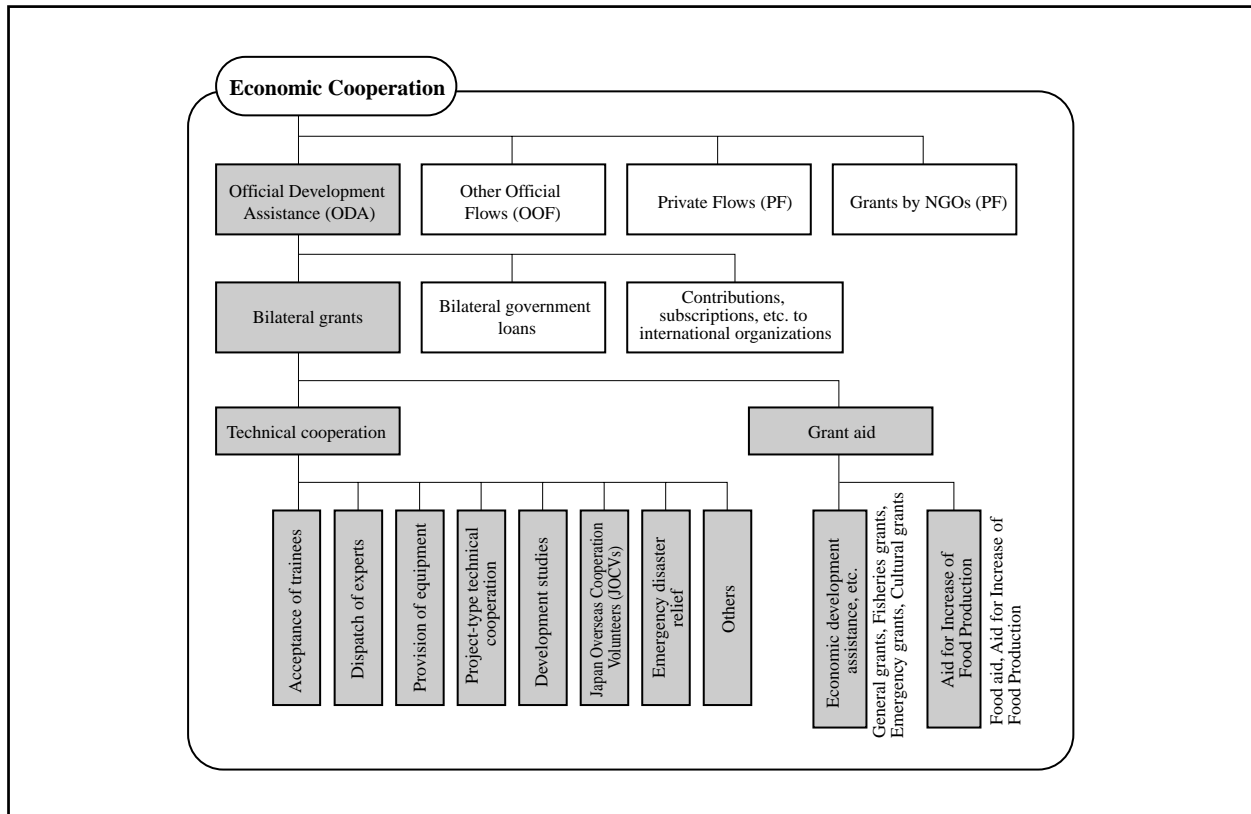 Economic Cooperation
Official Development
Assistance (ODA)
Other Official
Flows (OOF)
Private Flows (PF)
Grants by NGOs (PF)
Bilateral grants
Bilateral government
loans
Contributions,
subscriptions, etc. to
international organizations
Technical cooperation
Grant aid
Acceptance of trainees
Dispatch of experts
Provision of equipment
Project-type technical
cooperation
Development studies
Japan Overseas Cooperation
Volunteers (JOCVs)
Emergency disaster
relief
Others
Economic development
assistance, etc.
General grants, Fisheries grants,
Emergency grants, Cultural grants
Aid for Increase of
Food Production
Food aid, Aid for Increase of
Food Production